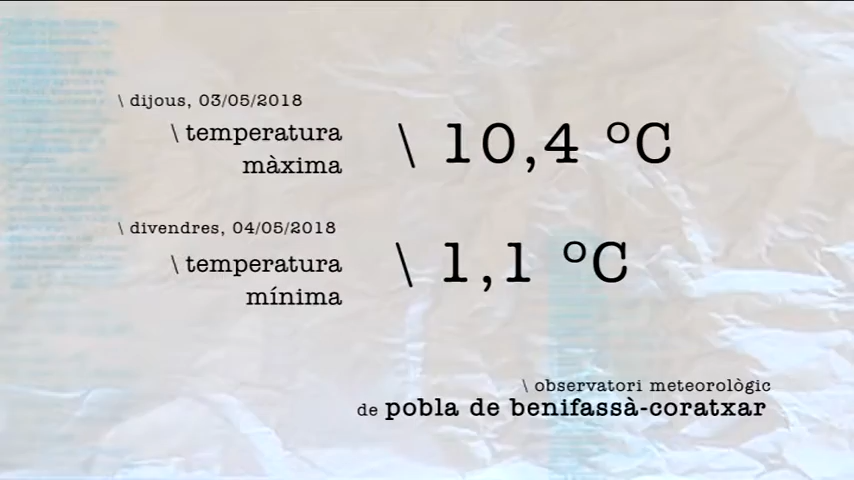 \ dijous, 03/05/2018
\ temperatura
màxima
\ 10,4 ºC
\ divendres, 04/05/2018
\ temperatura
mínima
\ 1,1 ºC
\ observatori meteorològic
de pobla de benifassà-coratxar